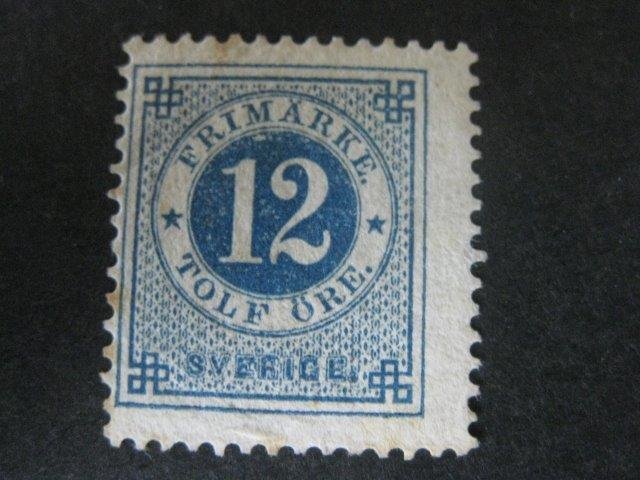 FRIMÄRKE.
12
TOLF ÖRE.
SVERIGE.